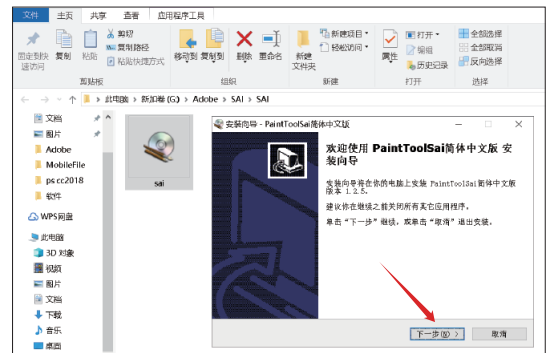 文件 主页 共享 查看 应用程序工具
固定到快速访问
复制
粘贴
剪切
复制路径
粘贴快捷方式
移动到 复制到 删除 重命名
新建文件夹
新建项目
轻松访问
属性
打开
编辑
历史记录
全部选择
全部取消
反向选择
剪贴板 组织 新建 打开 选择
此电脑 > 新加卷 (G:) > Adobe > SAI > SAI
文档
图片
Adobe
MobileFile
ps cc2018
软件
WPS网盘
此电脑
3D 对象
视频
图片
文档
下载
音乐
桌面
sai
安装向导 - PaintToolSai简体中文版
欢迎使用 PaintToolSai简体中文版 安
装向导
安装向导将在你的电脑上安装 PaintToolSai简体中文版
版本 1.2.5。
建议你在继续之前关闭所有其它应用程序。
单击“下一步”继续，或单击“取消”退出安装。
下一步(N) >
取消